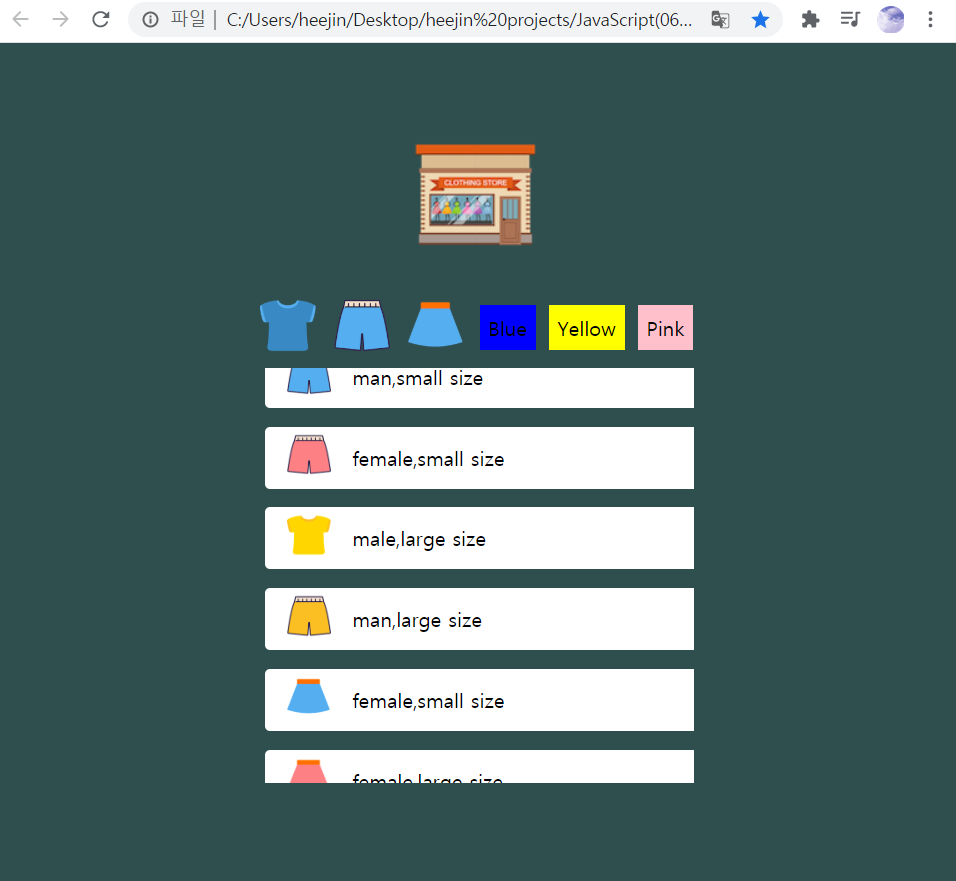 파일 | C:/Users/heejin/Desktop/heejin%20projects/JavaScript(06...
CLOTHING STORE
Blue Yellow Pink
man,small size
female,small size
male,large size
man,large size
female,small size
female,large size